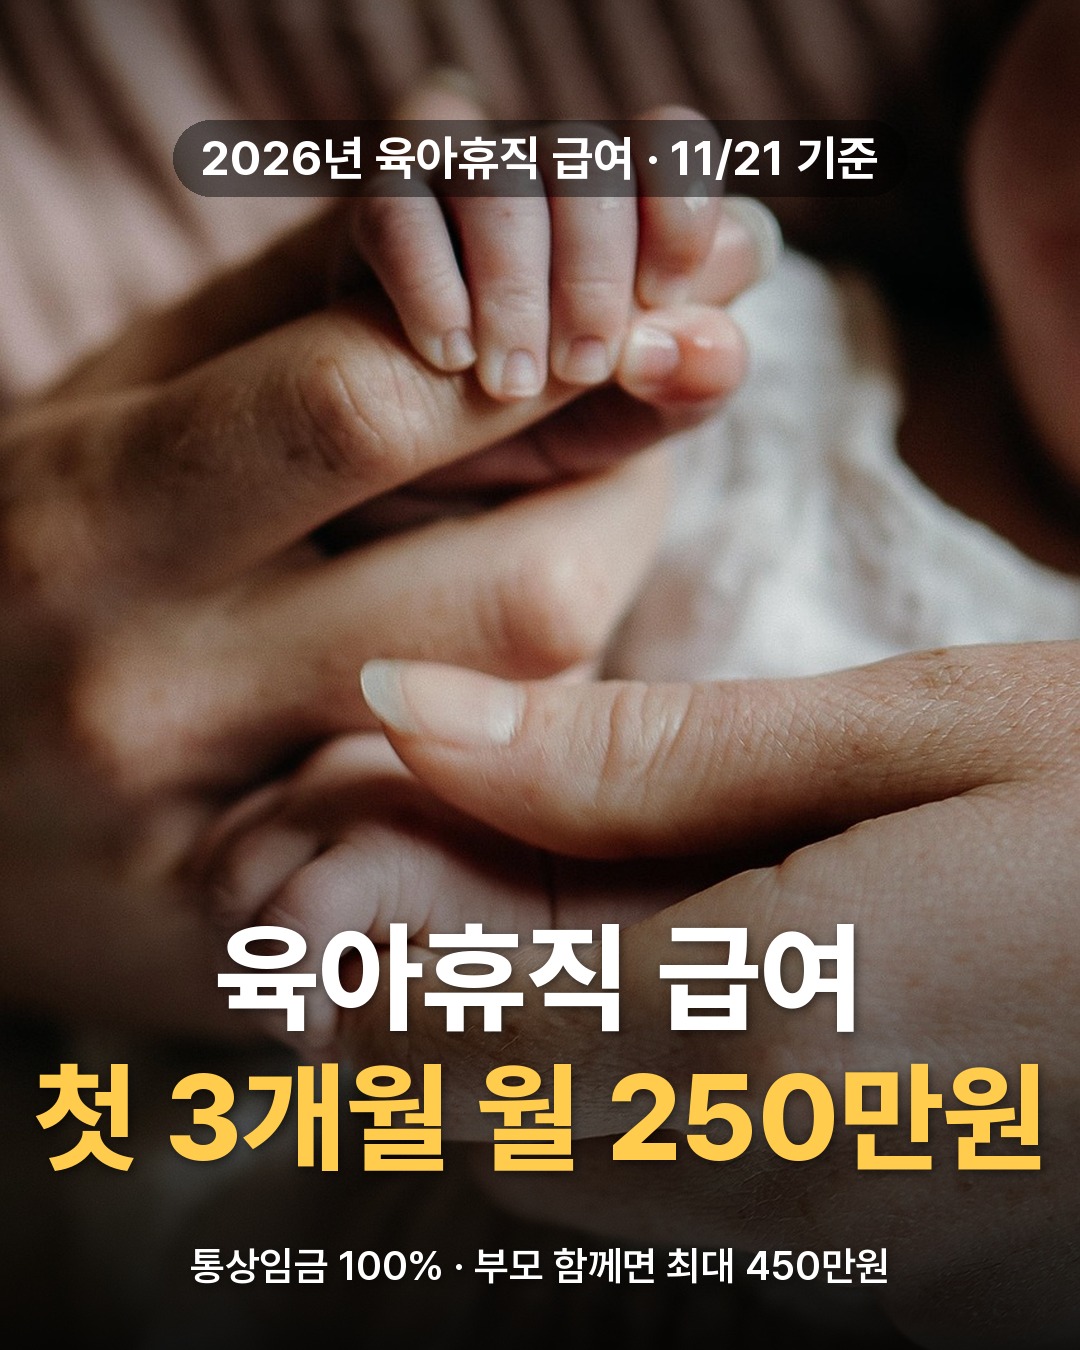 2026년 육아휴직 급여 · 11/21 기준
육아휴직 급여
첫 3개월 월 250만원
통상임금 100% · 부모 함께면 최대 450만원